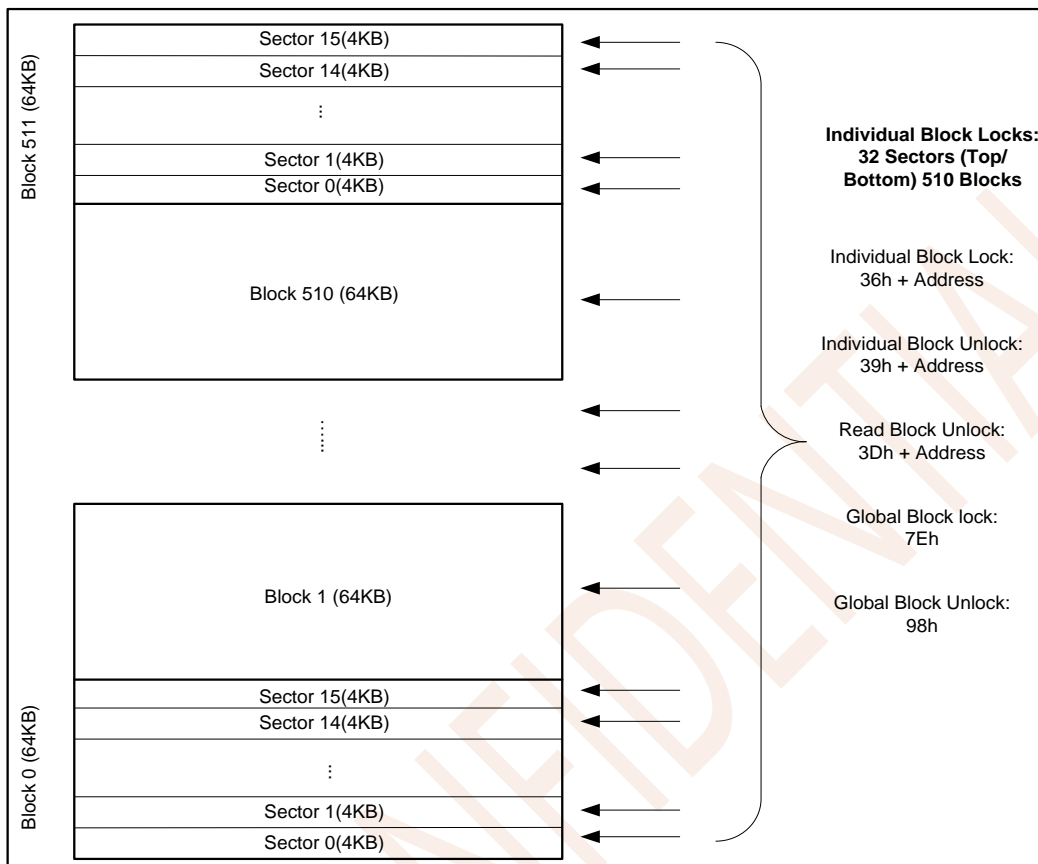 Block 511 (64KB)
Sector 15(4KB)
Sector 14(4KB)
...
Sector 1(4KB)
Sector 0(4KB)
Block 510 (64KB)
......
Block 1 (64KB)
Block 0 (64KB)
Sector 15(4KB)
Sector 14(4KB)
...
Sector 1(4KB)
Sector 0(4KB)
Individual Block Locks:
32 Sectors (Top/
Bottom) 510 Blocks
Individual Block Lock:
36h + Address
Individual Block Unlock:
39h + Address
Read Block Unlock:
3Dh + Address
Global Block lock:
7Eh
Global Block Unlock:
98h
NFIDENTIAL